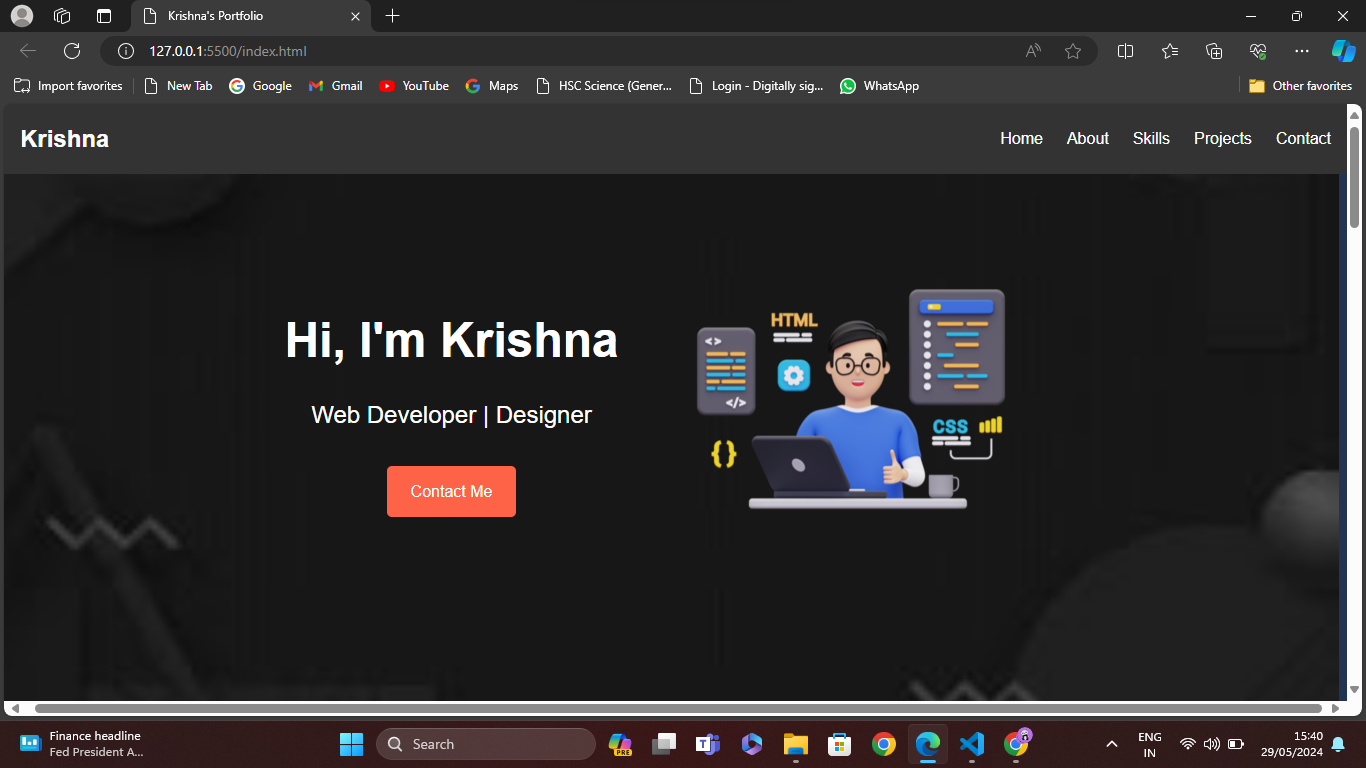 Krishna's Portfolio
127.0.0.1:5500/index.html
Import favorites New Tab Google Gmail YouTube Maps HSC Science (Gener... Login - Digitally sig... WhatsApp Other favorites
Krishna Home About Skills Projects Contact
HTML
<>
</>
Hi, I'm Krishna
Web Developer | Designer
CSS
{}
Contact Me
Finance headline
Fed President A...
Search
PRE
ENG
IN
15:40
29/05/2024